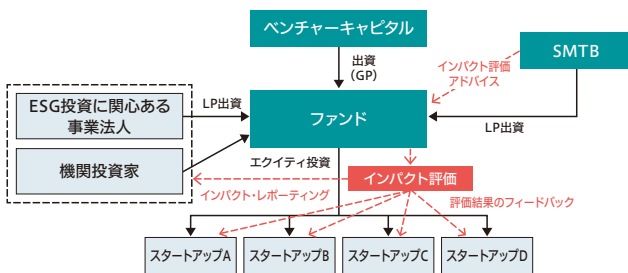 ベンチャーキャピタル
SMTB
出資
(GP)
インパクト評価
アドバイス
ESG投資に関心ある
事業法人
LP出資
ファンド
LP出資
機関投資家
エクイティ投資
インパクト評価
インパクト・レポーティング
評価結果のフィードバック
スタートアップA
スタートアップB
スタートアップC
スタートアップD